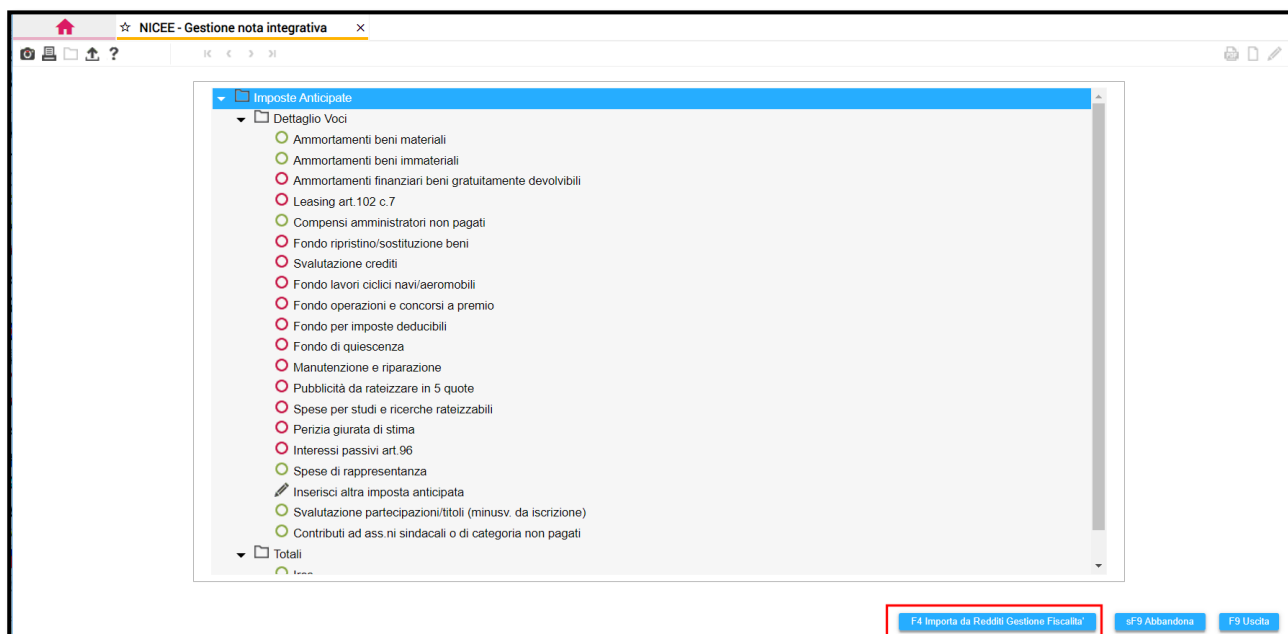 NICEE - Gestione nota integrativa
Imposte Anticipate
Dettaglio Voci
Ammortamenti beni materiali
Ammortamenti beni immateriali
Ammortamenti finanziari beni gratuitamente devolvibili
Leasing art.102 c.7
Compensi amministratori non pagati
Fondo ripristino/sostituzione beni
Svalutazione crediti
Fondo lavori ciclici navi/aeromobili
Fondo operazioni e concorsi a premio
Fondo per imposte deducibili
Fondo di quiescenza
Manutenzione e riparazione
Pubblicità da rateizzare in 5 quote
Spese per studi e ricerche rateizzabili
Perizia giurata di stima
Interessi passivi art.96
Spese di rappresentanza
Inserisci altra imposta anticipata
Svalutazione partecipazioni/titoli (minusv. da iscrizione)
Contributi ad ass.ni sindacali o di categoria non pagati
Totali
F4 Importa da Redditi Gestione Fiscalita' sF9 Abbandona F9 Uscita